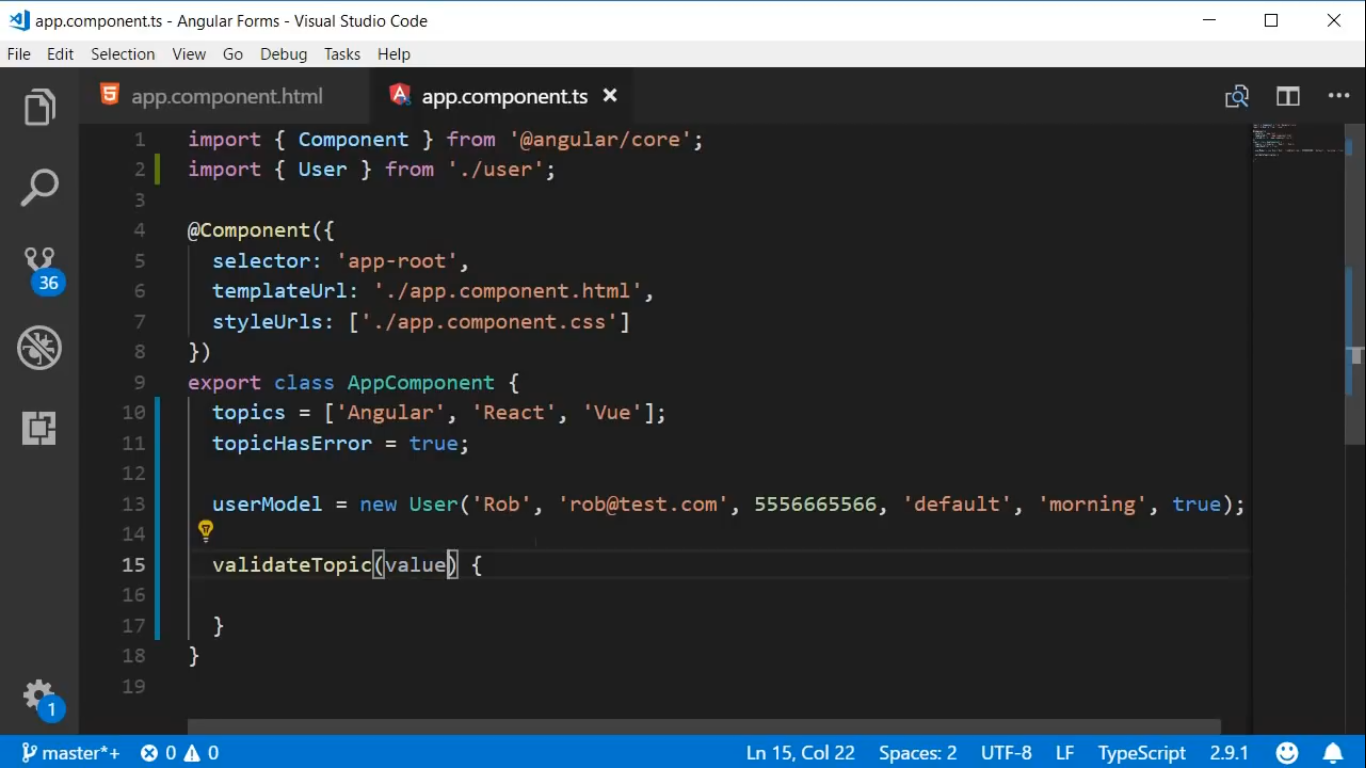 app.component.ts - Angular Forms - Visual Studio Code
File Edit Selection View Go Debug Tasks Help
app.component.html app.component.ts
1 import { Component } from '@angular/core';
2 import { User } from './user';
3
4 @Component({
5 selector: 'app-root',
6 templateUrl: './app.component.html',
7 styleUrls: ['./app.component.css']
8 })
9 export class AppComponent {
10 topics = ['Angular', 'React', 'Vue'];
11 topicHasError = true;
12
13 userModel = new User('Rob', 'rob@test.com', 5556665566, 'default', 'morning', true);
14
15 validateTopic(value) {
16
17 }
18 }
19
36
1
master*+ 0 0 Ln 15, Col 22 Spaces: 2 UTF-8 LF TypeScript 2.9.1